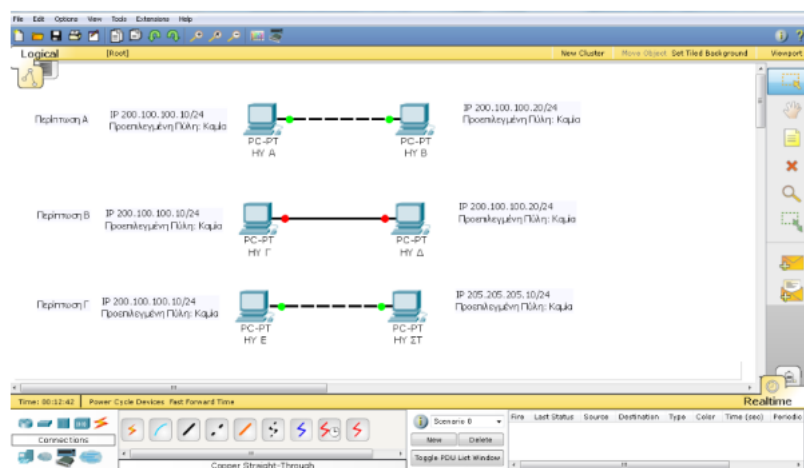 File Edit Options View Tools Extensions Help
Logical [Root] New Cluster Move Object Set Tiled Background Viewport
Περίπτωση Α
IP 200.100.100.10/24
Προεπιλεγμένη Πύλη: Καμία
PC-PT
ΗΥ Α
PC-PT
ΗΥ Β
IP 200.100.100.20/24
Προεπιλεγμένη Πύλη: Καμία
Περίπτωση Β
IP 200.100.100.10/24
Προεπιλεγμένη Πύλη: Καμία
PC-PT
ΗΥ Γ
PC-PT
ΗΥ Δ
IP 200.100.100.20/24
Προεπιλεγμένη Πύλη: Καμία
Περίπτωση Γ
IP 200.100.100.10/24
Προεπιλεγμένη Πύλη: Καμία
PC-PT
ΗΥ Ε
PC-PT
ΗΥ ΣΤ
IP 205.205.205.10/24
Προεπιλεγμένη Πύλη: Καμία
Time: 00:12:42 Power Cycle Devices Fast Forward Time Realtime
Connections
Copper Straight-Through
Scenario 0
New Delete
Toggle PDU List Window
Fire Last Status Source Destination Type Color Time (sec) Periodic